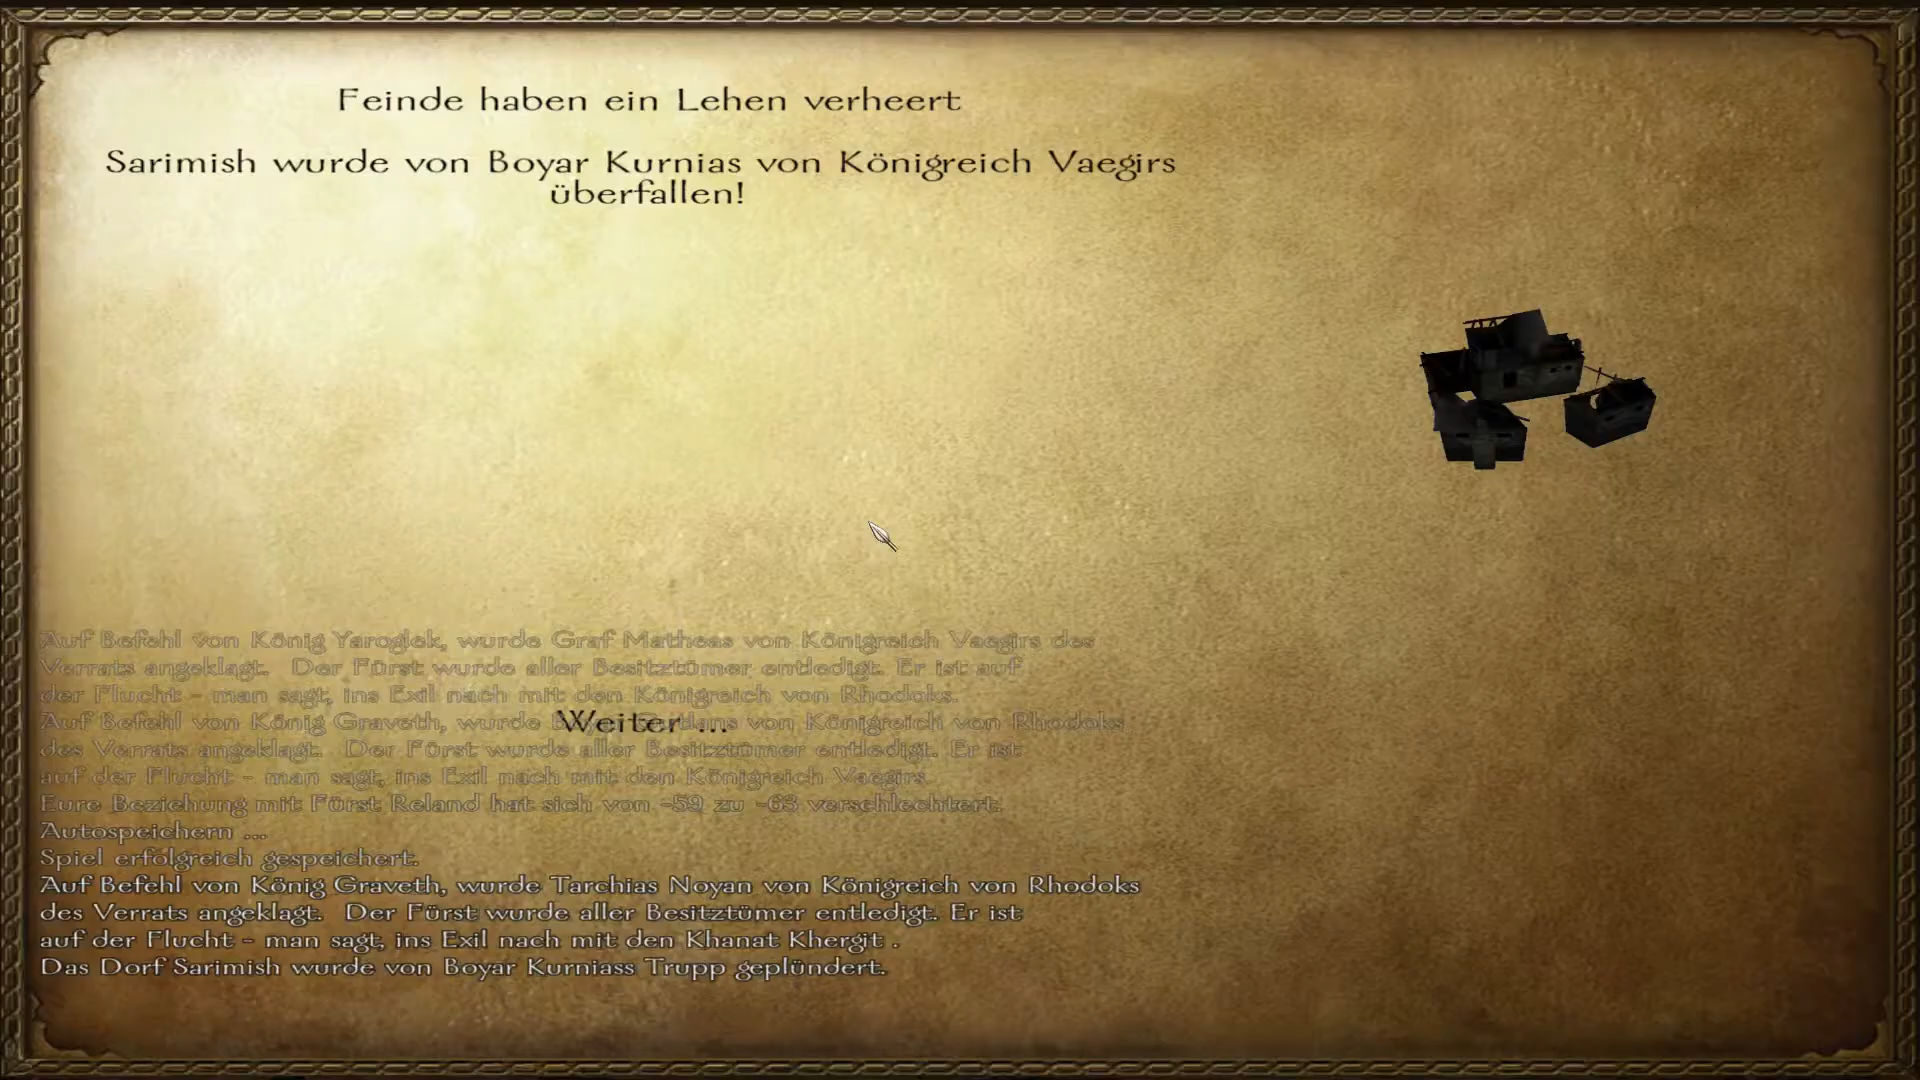 Feinde haben ein Lehen verheert
Sarimish wurde von Boyar Kurnias von Königreich Vaegirs
überfallen!
Auf Befehl von König Yaroglek, wurde Graf Matheas von Königreich Vaegirs des
Verrats angeklagt. Der Fürst wurde aller Besitztümer entledigt. Er ist auf
der Flucht - man sagt, ins Exil nach mit den Königreich von Rhodoks.
Auf Befehl von König Graveth, wurde von Königreich von Rhodoks
Weiter ...
des Verrats angeklagt. Der Fürst wurde aller Besitztümer entledigt. Er ist
auf der Flucht - man sagt, ins Exil nach mit den Königreich Vaegirs.
Eure Beziehung mit Fürst Reland hat sich von -59 zu -63 verschlechtert.
Autospeichern ...
Spiel erfolgreich gespeichert.
Auf Befehl von König Graveth, wurde Tarchias Noyan von Königreich von Rhodoks
des Verrats angeklagt. Der Fürst wurde aller Besitztümer entledigt. Er ist
auf der Flucht - man sagt, ins Exil nach mit den Khanat Khergit .
Das Dorf Sarimish wurde von Boyar Kurniass Trupp geplündert.